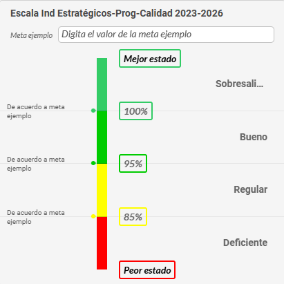 Escala Ind Estratégicos-Prog-Calidad 2023-2026
Meta ejemplo
Digita el valor de la meta ejemplo
Mejor estado
Sobresali...
De acuerdo a meta
ejemplo
100%
Bueno
De acuerdo a meta
ejemplo
95%
Regular
De acuerdo a meta
ejemplo
85%
Deficiente
Peor estado